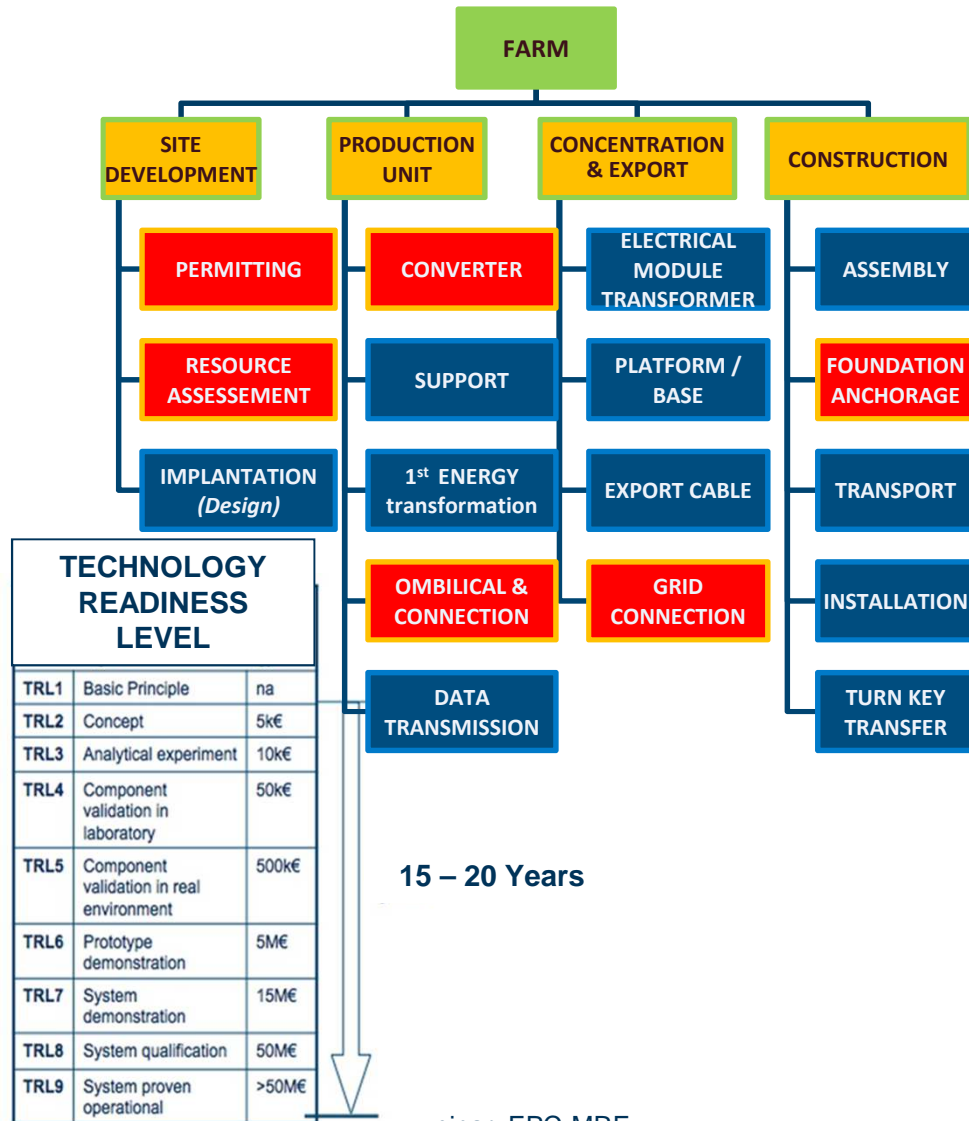 FARM
SITE
DEVELOPMENT
PRODUCTION
UNIT
CONCENTRATION
& EXPORT
CONSTRUCTION
PERMITTING
CONVERTER
ELECTRICAL
MODULE
TRANSFORMER
ASSEMBLY
RESOURCE
ASSESSEMENT
SUPPORT
PLATFORM /
BASE
FOUNDATION
ANCHORAGE
IMPLANTATION
(Design)
1st ENERGY
transformation
EXPORT CABLE
TRANSPORT
OMBILICAL &
CONNECTION
GRID
CONNECTION
INSTALLATION
DATA
TRANSMISSION
TURN KEY
TRANSFER
TECHNOLOGY
READINESS
LEVEL
TRL1 Basic Principle na
TRL2 Concept 5k€
TRL3 Analytical experiment 10k€
TRL4 Component 50k€
validation in
laboratory
TRL5 Component 500k€
validation in real
environment
TRL6 Prototype 5M€
demonstration
TRL7 System 15M€
demonstration
TRL8 System qualification 50M€
TRL9 System proven >50M€
operational
15 – 20 Years